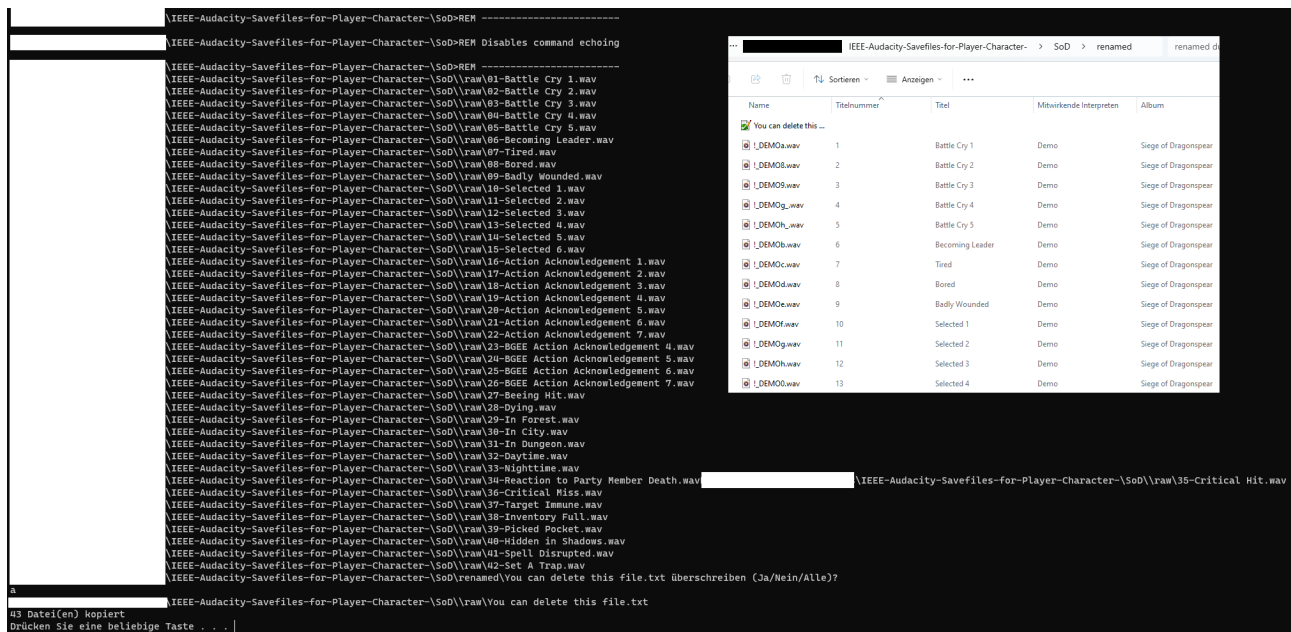 \IEEE-Audacity-Savefiles-for-Player-Character-\SoD>REM ------------------------
\IEEE-Audacity-Savefiles-for-Player-Character-\SoD>REM Disables command echoing
\IEEE-Audacity-Savefiles-for-Player-Character-\SoD>REM ------------------------
\IEEE-Audacity-Savefiles-for-Player-Character-\SoD\\raw\01-Battle Cry 1.wav
\IEEE-Audacity-Savefiles-for-Player-Character-\SoD\\raw\02-Battle Cry 2.wav
\IEEE-Audacity-Savefiles-for-Player-Character-\SoD\\raw\03-Battle Cry 3.wav
\IEEE-Audacity-Savefiles-for-Player-Character-\SoD\\raw\04-Battle Cry 4.wav
\IEEE-Audacity-Savefiles-for-Player-Character-\SoD\\raw\05-Battle Cry 5.wav
\IEEE-Audacity-Savefiles-for-Player-Character-\SoD\\raw\06-Becoming Leader.wav
\IEEE-Audacity-Savefiles-for-Player-Character-\SoD\\raw\07-Tired.wav
\IEEE-Audacity-Savefiles-for-Player-Character-\SoD\\raw\08-Bored.wav
\IEEE-Audacity-Savefiles-for-Player-Character-\SoD\\raw\09-Badly Wounded.wav
\IEEE-Audacity-Savefiles-for-Player-Character-\SoD\\raw\10-Selected 1.wav
\IEEE-Audacity-Savefiles-for-Player-Character-\SoD\\raw\11-Selected 2.wav
\IEEE-Audacity-Savefiles-for-Player-Character-\SoD\\raw\12-Selected 3.wav
\IEEE-Audacity-Savefiles-for-Player-Character-\SoD\\raw\13-Selected 4.wav
\IEEE-Audacity-Savefiles-for-Player-Character-\SoD\\raw\14-Selected 5.wav
\IEEE-Audacity-Savefiles-for-Player-Character-\SoD\\raw\15-Selected 6.wav
\IEEE-Audacity-Savefiles-for-Player-Character-\SoD\\raw\16-Action Acknowledgement 1.wav
\IEEE-Audacity-Savefiles-for-Player-Character-\SoD\\raw\17-Action Acknowledgement 2.wav
\IEEE-Audacity-Savefiles-for-Player-Character-\SoD\\raw\18-Action Acknowledgement 3.wav
\IEEE-Audacity-Savefiles-for-Player-Character-\SoD\\raw\19-Action Acknowledgement 4.wav
\IEEE-Audacity-Savefiles-for-Player-Character-\SoD\\raw\20-Action Acknowledgement 5.wav
\IEEE-Audacity-Savefiles-for-Player-Character-\SoD\\raw\21-Action Acknowledgement 6.wav
\IEEE-Audacity-Savefiles-for-Player-Character-\SoD\\raw\22-Action Acknowledgement 7.wav
\IEEE-Audacity-Savefiles-for-Player-Character-\SoD\\raw\23-BGEE Action Acknowledgement 4.wav
\IEEE-Audacity-Savefiles-for-Player-Character-\SoD\\raw\24-BGEE Action Acknowledgement 5.wav
\IEEE-Audacity-Savefiles-for-Player-Character-\SoD\\raw\25-BGEE Action Acknowledgement 6.wav
\IEEE-Audacity-Savefiles-for-Player-Character-\SoD\\raw\26-BGEE Action Acknowledgement 7.wav
\IEEE-Audacity-Savefiles-for-Player-Character-\SoD\\raw\27-Beeing Hit.wav
\IEEE-Audacity-Savefiles-for-Player-Character-\SoD\\raw\28-Dying.wav
\IEEE-Audacity-Savefiles-for-Player-Character-\SoD\\raw\29-In Forest.wav
\IEEE-Audacity-Savefiles-for-Player-Character-\SoD\\raw\30-In City.wav
\IEEE-Audacity-Savefiles-for-Player-Character-\SoD\\raw\31-In Dungeon.wav
\IEEE-Audacity-Savefiles-for-Player-Character-\SoD\\raw\32-Daytime.wav
\IEEE-Audacity-Savefiles-for-Player-Character-\SoD\\raw\33-Nighttime.wav
\IEEE-Audacity-Savefiles-for-Player-Character-\SoD\\raw\34-Reaction to Party Member Death.wav \IEEE-Audacity-Savefiles-for-Player-Character-\SoD\\raw\35-Critical Hit.wav
\IEEE-Audacity-Savefiles-for-Player-Character-\SoD\\raw\36-Critical Miss.wav
\IEEE-Audacity-Savefiles-for-Player-Character-\SoD\\raw\37-Target Immune.wav
\IEEE-Audacity-Savefiles-for-Player-Character-\SoD\\raw\38-Inventory Full.wav
\IEEE-Audacity-Savefiles-for-Player-Character-\SoD\\raw\39-Picked Pocket.wav
\IEEE-Audacity-Savefiles-for-Player-Character-\SoD\\raw\40-Hidden in Shadows.wav
\IEEE-Audacity-Savefiles-for-Player-Character-\SoD\\raw\41-Spell Disrupted.wav
\IEEE-Audacity-Savefiles-for-Player-Character-\SoD\\raw\42-Set A Trap.wav
\IEEE-Audacity-Savefiles-for-Player-Character-\SoD\renamed\You can delete this file.txt überschreiben (Ja/Nein/Alle)?
a
\IEEE-Audacity-Savefiles-for-Player-Character-\SoD\\raw\You can delete this file.txt
43 Datei(en) kopiert
Drücken Sie eine beliebige Taste . . .
... IEEE-Audacity-Savefiles-for-Player-Character- > SoD > renamed renamed du
Sortieren Anzeigen ...
Name Titelnummer Titel Mitwirkende Interpreten Album
You can delete this ...
!_DEMOa.wav 1 Battle Cry 1 Demo Siege of Dragonspear
!_DEMO8.wav 2 Battle Cry 2 Demo Siege of Dragonspear
!_DEMO9.wav 3 Battle Cry 3 Demo Siege of Dragonspear
!_DEMOg_.wav 4 Battle Cry 4 Demo Siege of Dragonspear
!_DEMOh_.wav 5 Battle Cry 5 Demo Siege of Dragonspear
!_DEMOb.wav 6 Becoming Leader Demo Siege of Dragonspear
!_DEMOc.wav 7 Tired Demo Siege of Dragonspear
!_DEMOd.wav 8 Bored Demo Siege of Dragonspear
!_DEMOe.wav 9 Badly Wounded Demo Siege of Dragonspear
!_DEMOf.wav 10 Selected 1 Demo Siege of Dragonspear
!_DEMOg.wav 11 Selected 2 Demo Siege of Dragonspear
!_DEMOh.wav 12 Selected 3 Demo Siege of Dragonspear
!_DEMO0.wav 13 Selected 4 Demo Siege of Dragonspear